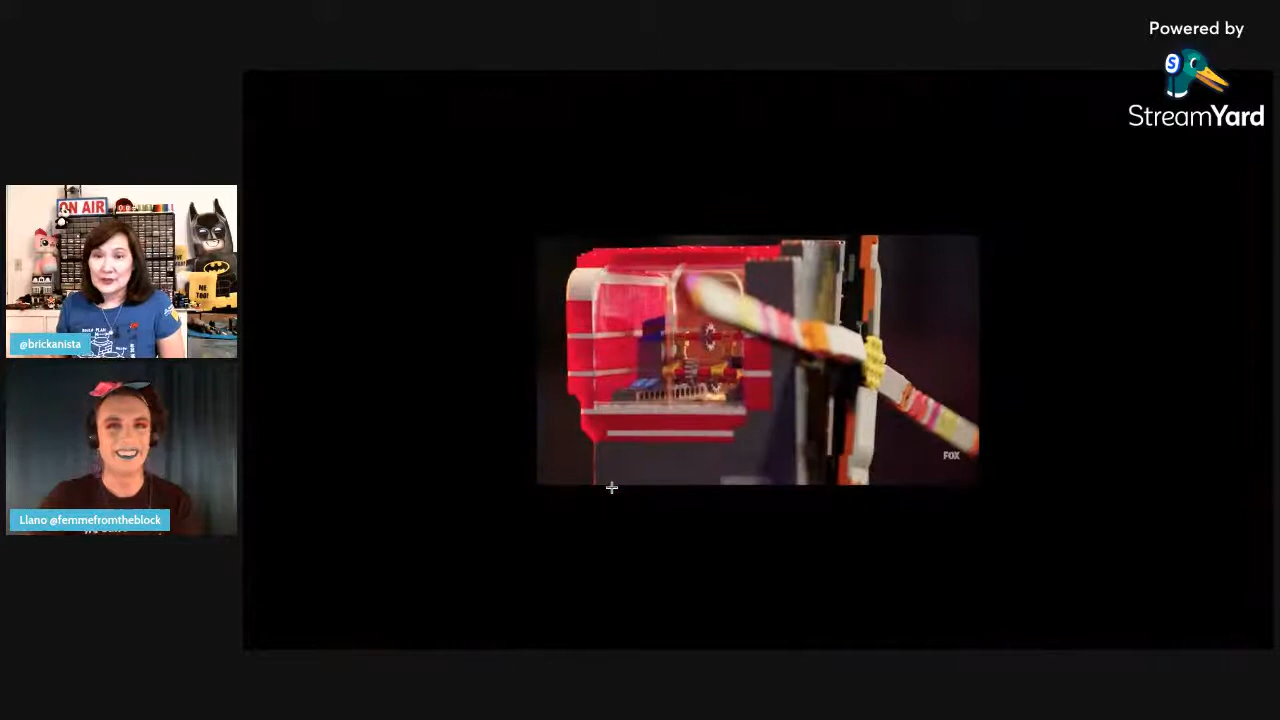 Powered by
StreamYard
ON AIR
ME TOO!
@brickanista
Llano @femmefromtheblock
FOX